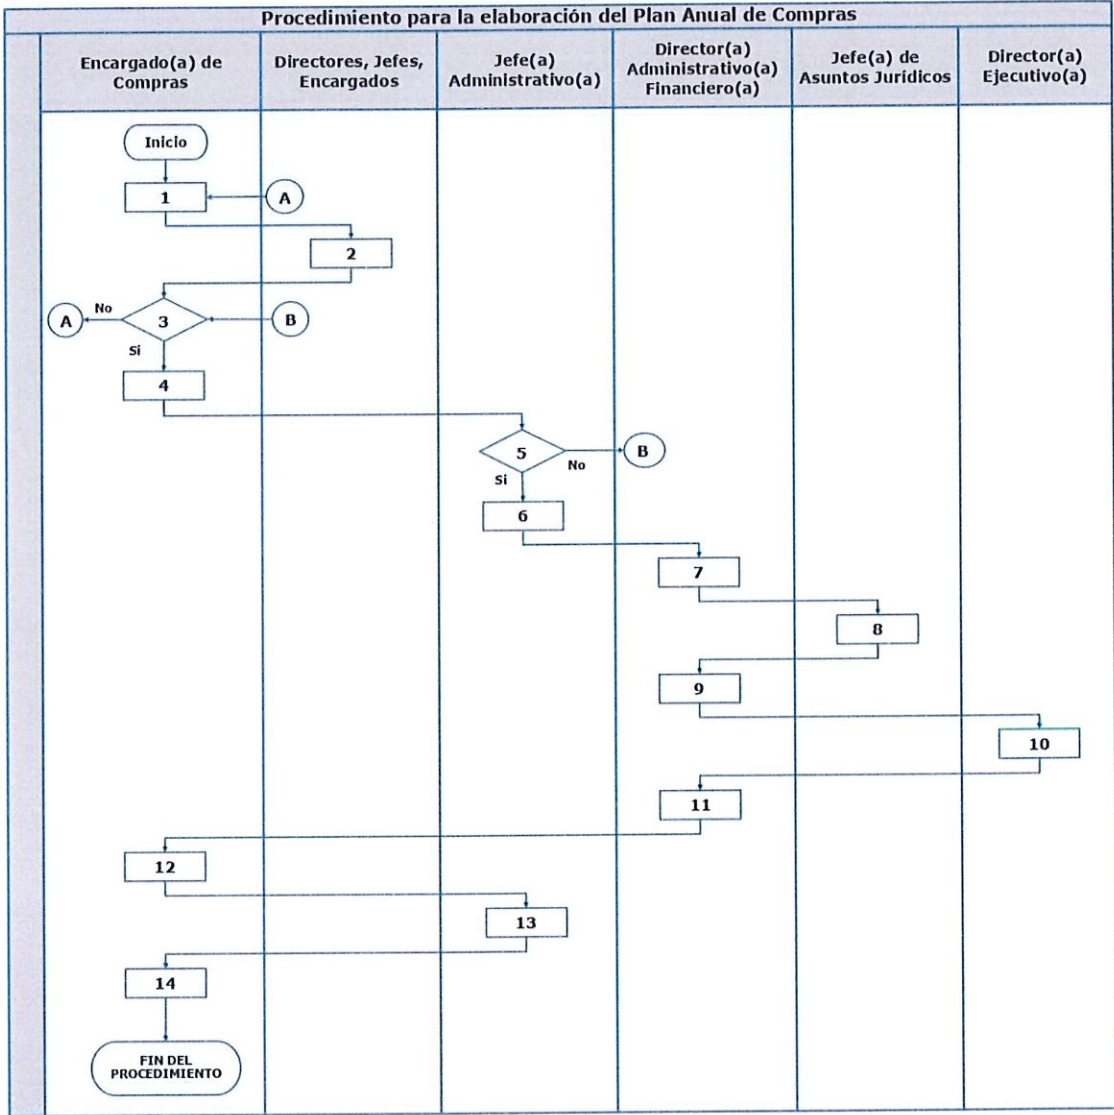 Procedimiento para la elaboración del Plan Anual de Compras
Encargado(a) de
Compras
Directores, Jefes,
Encargados
Jefe(a)
Administrativo(a)
Director(a)
Administrativo(a)
Financiero(a)
Jefe(a) de
Asuntos Jurídicos
Director(a)
Ejecutivo(a)
Inicio
1
A
2
A
No
3
B
Si
4
5
No
B
Si
6
7
8
9
10
11
12
13
14
FIN DEL
PROCEDIMIENTO